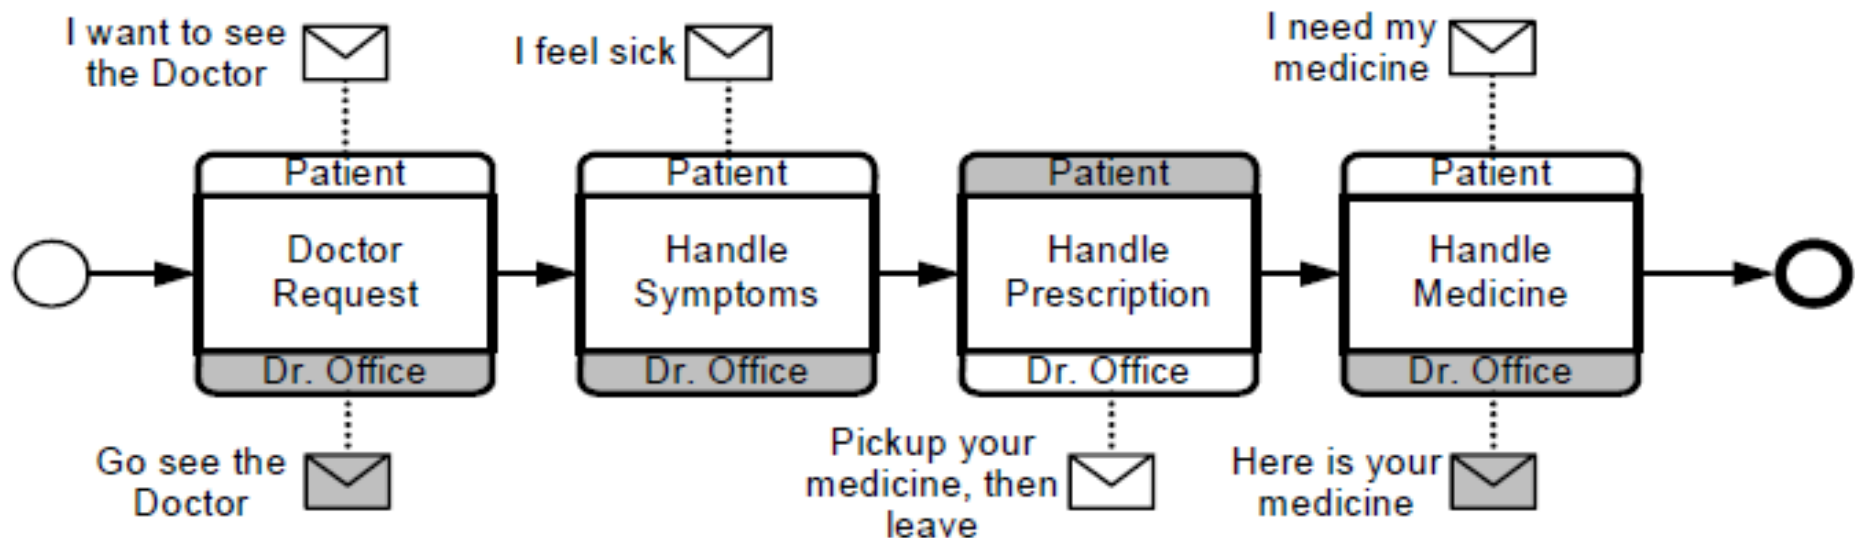 I want to see
the Doctor
I feel sick
I need my
medicine
Patient
Patient
Patient
Patient
Doctor
Request
Handle
Symptoms
Handle
Prescription
Handle
Medicine
Dr. Office
Dr. Office
Dr. Office
Dr. Office
Go see the
Doctor
Pickup your
medicine, then
leave
Here is your
medicine